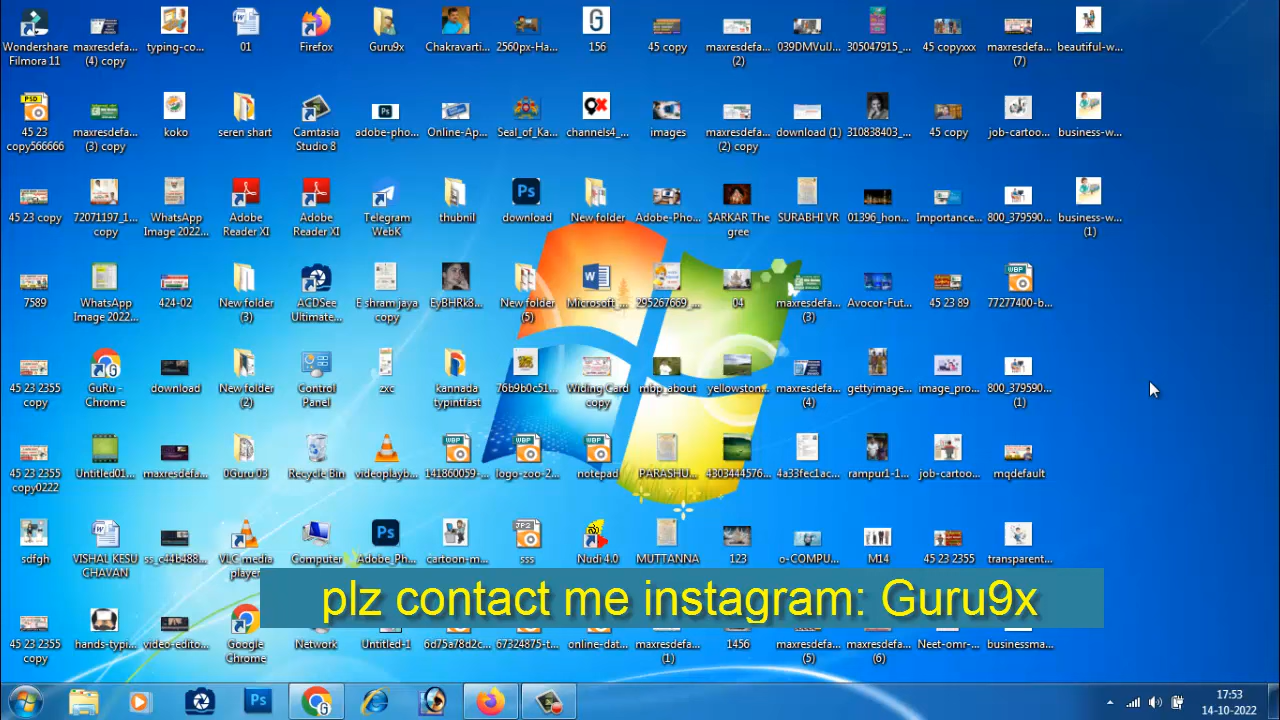 Wondershare Filmora 11
maxresdefa... (4) copy
typing-co...
01
Firefox
Guru9x
Chakravarti...
2560px-Ha...
156
45 copy
maxresdefa... (2)
039DMVuIJ...
305047915_...
45 copyxxx
maxresdefa... (7)
beautiful-w...
45 23 copy566666
maxresdefa... (3) copy
koko
seren shart
Camtasia Studio 8
adobe-pho...
Online-Ap...
Seal_of_Ka...
channels4_...
images
maxresdefa... (2) copy
download (1)
310838403_...
45 copy
job-cartoo...
business-w...
45 23 copy
72071197_1... copy
WhatsApp Image 2022...
Adobe Reader XI
Adobe Reader XI
Telegram WebK
thubnil
download
New folder
Adobe-Pho...
$ARKAR The gree
SURABHI VR
01396_hon...
Importance...
800_379590...
business-w... (1)
7589
WhatsApp Image 2022...
424-02
New folder (3)
ACDSee Ultimate...
E shram jaya copy
EyBHRk8...
New folder (5)
Microsoft_...
295267669_...
04
maxresdefa... (3)
Avocor-Fut...
45 23 89
77277400-b...
45 23 2355 copy
GuRu - Chrome
download
New folder (2)
Control Panel
zxc
kannada typintfast
76b9b0c51...
Widing Card copy
mbp_about
yellowston...
maxresdefa... (4)
gettyimage...
image_pro...
800_379590... (1)
45 23 2355 copy0222
Untitled01...
maxresdefa...
0Guru 03
Recycle Bin
videoplayb...
141860059-...
logo-zoo-2...
notepad
PARASHU...
4303444576...
4a33fec1ac...
rampur1-1...
job-cartoo...
mqdefault
sdfgh
VISHAL KESU CHAVAN
ss_c44b488...
VLC media player
Computer
Adobe_Ph...
cartoon-m...
sss
Nudi 4.0
MUTTANNA
123
o-COMPU...
M14
45 23 2355
transparent...
plz contact me instagram: Guru9x
45 23 2355 copy
hands-typi...
video-edito...
Google Chrome
Network
Untitled-1
6d75a78d2c...
67324875-t...
online-dat...
maxresdefa... (1)
1456
maxresdefa... (5)
maxresdefa... (6)
Neet-omr-...
businessma...
17:53
14-10-2022